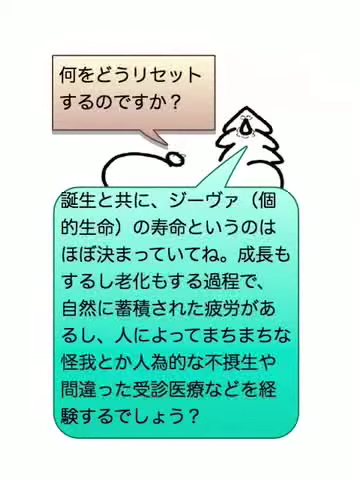 何をどうリセット
するのですか？
誕生と共に、ジーヴァ（個
的生命）の寿命というのは
ほぼ決まっていてね。成長も
するし老化もする過程で、
自然に蓄積された疲労があ
るし、人によってまちまちな
怪我とか人為的な不摂生や
間違った受診医療などを経
験するでしょう？